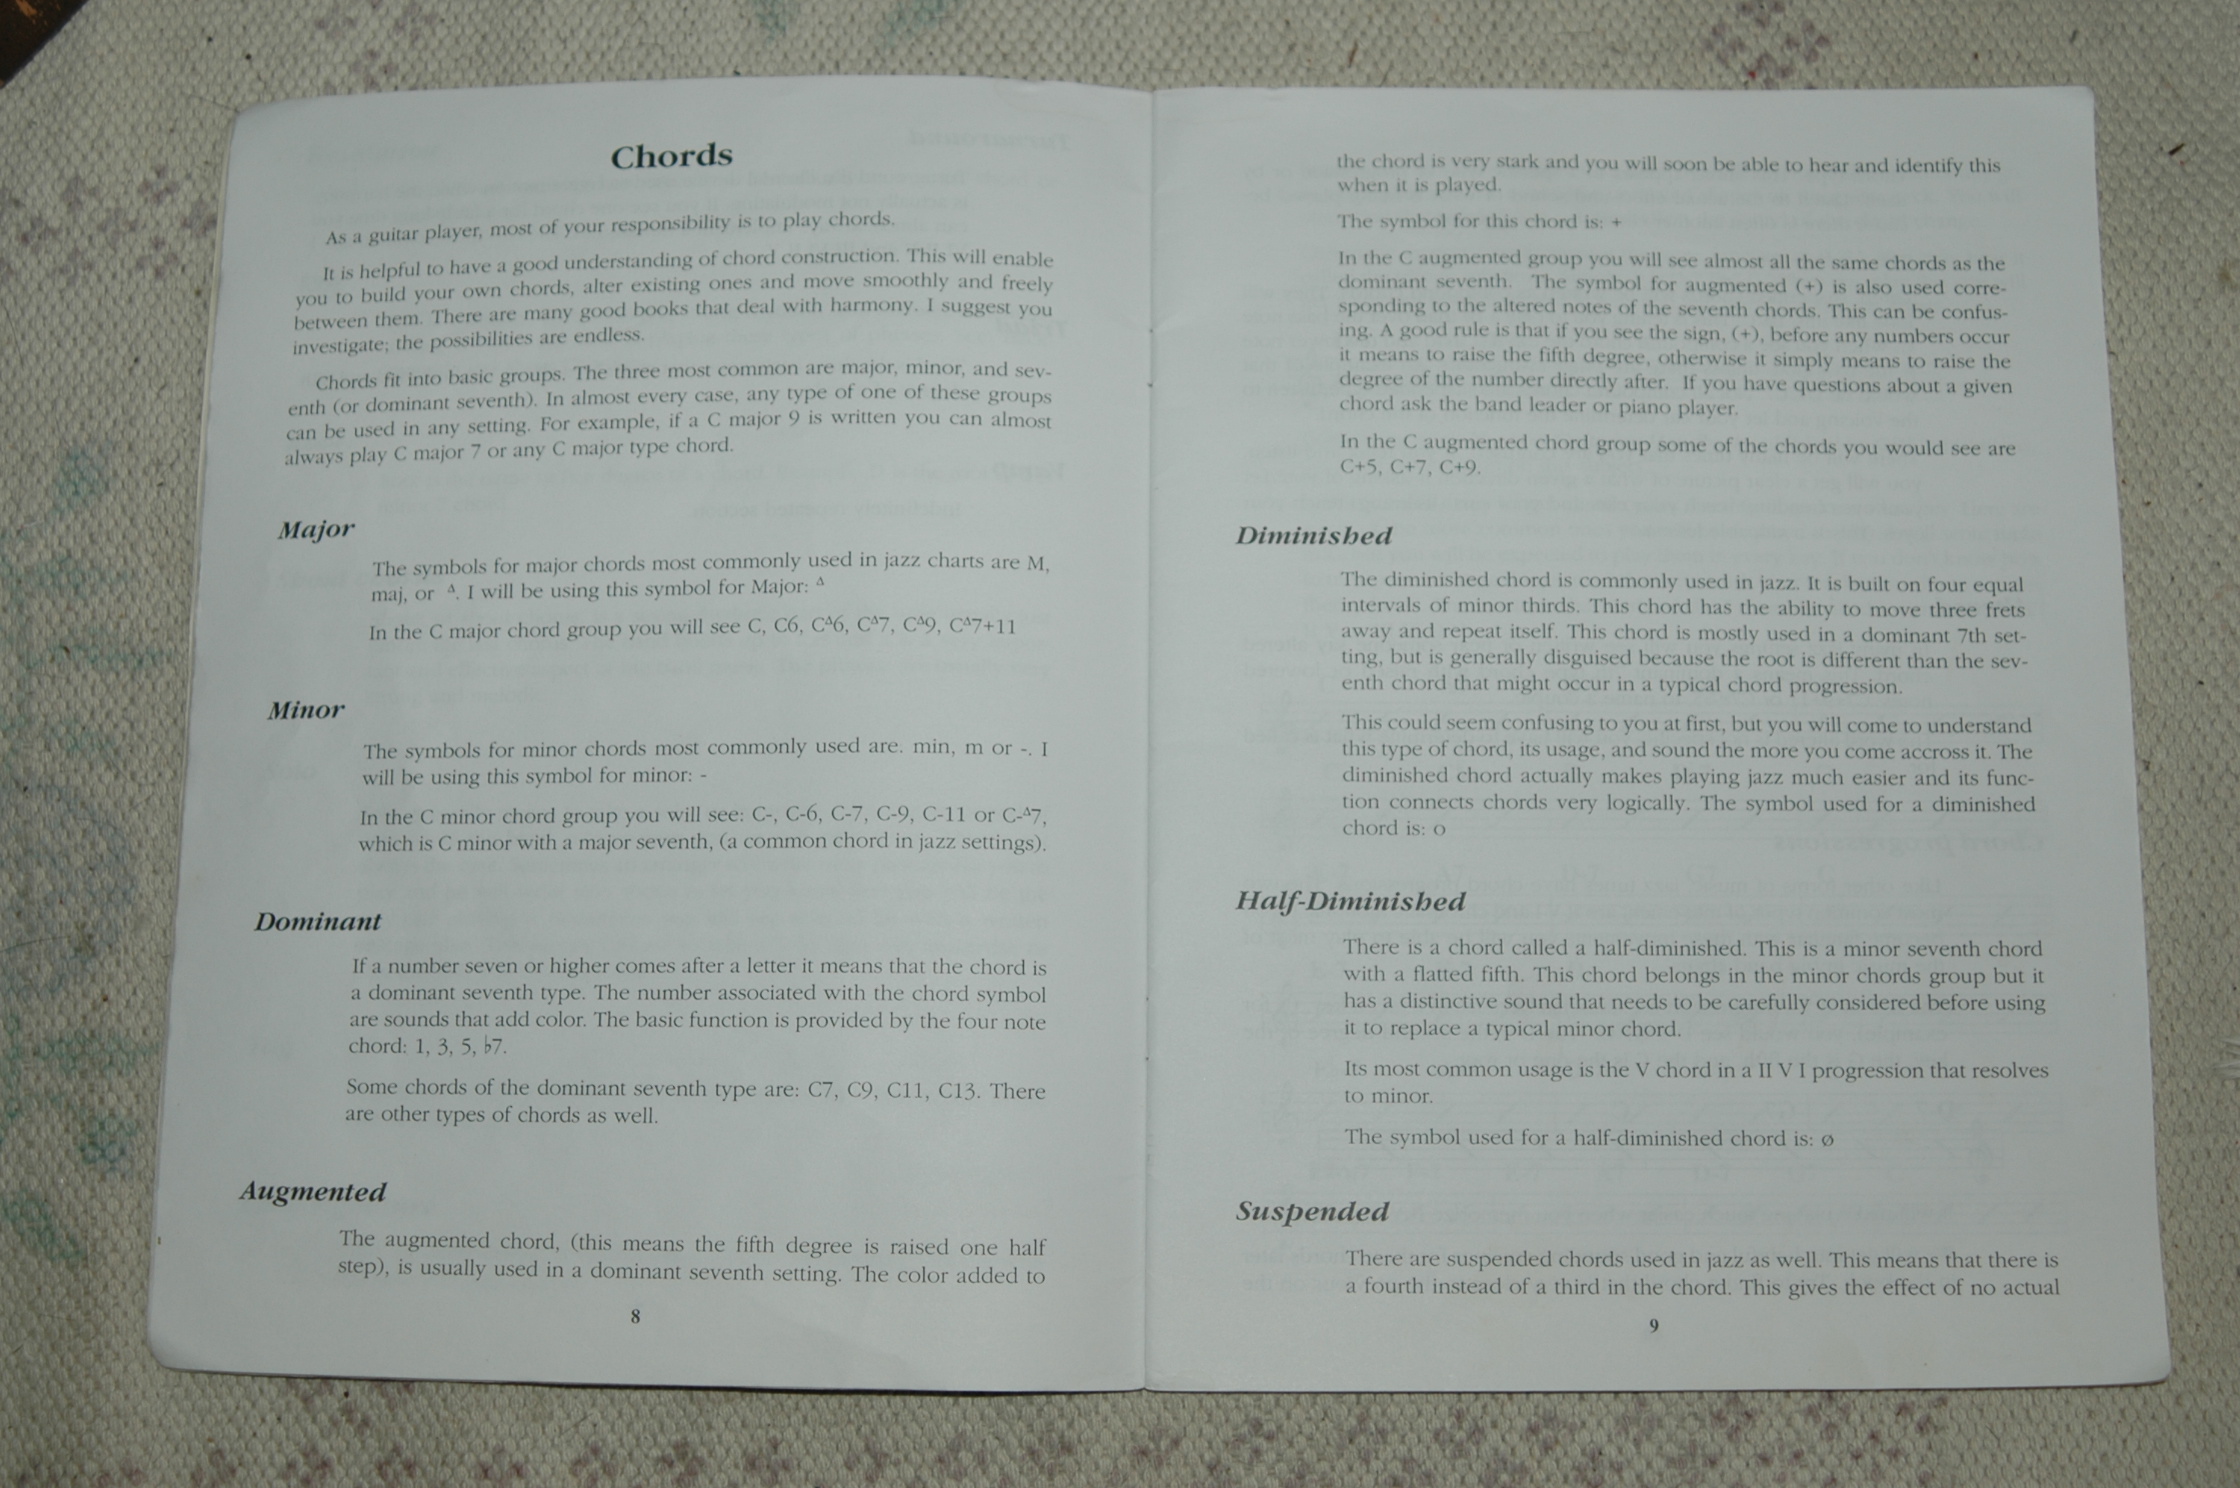 Chords
As a guitar player, most of your responsibility is to play chords.
It is helpful to have a good understanding of chord construction. This will enable
you to build your own chords, alter existing ones and move smoothly and freely
between them. There are many good books that deal with harmony. I suggest you
investigate; the possibilities are endless.
Chords fit into basic groups. The three most common are major, minor, and sev-
enth (or dominant seventh). In almost every case, any type of one of these groups
can be used in any setting. For example, if a C major 9 is written you can almost
always play C major 7 or any C major type chord.
Major
The symbols for major chords most commonly used in jazz charts are M,
maj, or ᐞ. I will be using this symbol for Major: ᐞ
In the C major chord group you will see C, C6, Cᐞ6, Cᐞ7, Cᐞ9, Cᐞ7+11
Minor
The symbols for minor chords most commonly used are. min, m or -. I
will be using this symbol for minor: -
In the C minor chord group you will see: C-, C-6, C-7, C-9, C-11 or C-ᐞ7,
which is C minor with a major seventh, (a common chord in jazz settings).
Dominant
If a number seven or higher comes after a letter it means that the chord is
a dominant seventh type. The number associated with the chord symbol
are sounds that add color. The basic function is provided by the four note
chord: 1, 3, 5, ♭7.
Some chords of the dominant seventh type are: C7, C9, C11, C13. There
are other types of chords as well.
Augmented
The augmented chord, (this means the fifth degree is raised one half
step), is usually used in a dominant seventh setting. The color added to
8
the chord is very stark and you will soon be able to hear and identify this
when it is played.
The symbol for this chord is: +
In the C augmented group you will see almost all the same chords as the
dominant seventh. The symbol for augmented (+) is also used corre-
sponding to the altered notes of the seventh chords. This can be confus-
ing. A good rule is that if you see the sign, (+), before any numbers occur
it means to raise the fifth degree, otherwise it simply means to raise the
degree of the number directly after. If you have questions about a given
chord ask the band leader or piano player.
In the C augmented chord group some of the chords you would see are
C+5, C+7, C+9.
Diminished
The diminished chord is commonly used in jazz. It is built on four equal
intervals of minor thirds. This chord has the ability to move three frets
away and repeat itself. This chord is mostly used in a dominant 7th set-
ting, but is generally disguised because the root is different than the sev-
enth chord that might occur in a typical chord progression.
This could seem confusing to you at first, but you will come to understand
this type of chord, its usage, and sound the more you come accross it. The
diminished chord actually makes playing jazz much easier and its func-
tion connects chords very logically. The symbol used for a diminished
chord is: o
Half-Diminished
There is a chord called a half-diminished. This is a minor seventh chord
with a flatted fifth. This chord belongs in the minor chords group but it
has a distinctive sound that needs to be carefully considered before using
it to replace a typical minor chord.
Its most common usage is the V chord in a II V I progression that resolves
to minor.
The symbol used for a half-diminished chord is: ø
Suspended
There are suspended chords used in jazz as well. This means that there is
a fourth instead of a third in the chord. This gives the effect of no actual
9